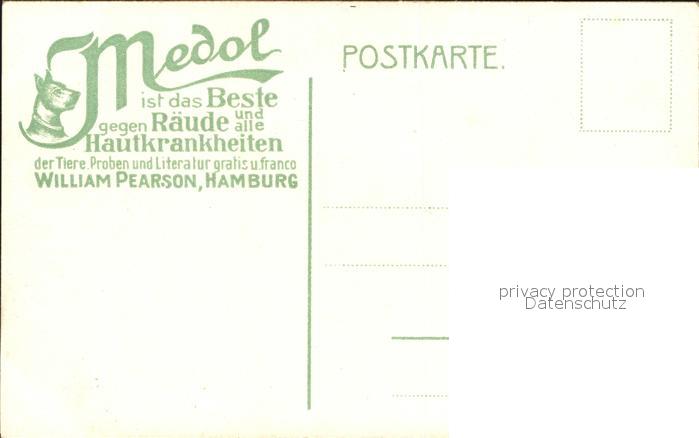 Medol
ist das Beste
gegen Räude und alle
Hautkrankheiten
der Tiere. Proben und Literatur gratis u. franco
WILLIAM PEARSON, HAMBURG
POSTKARTE.
privacy protection
Datenschutz